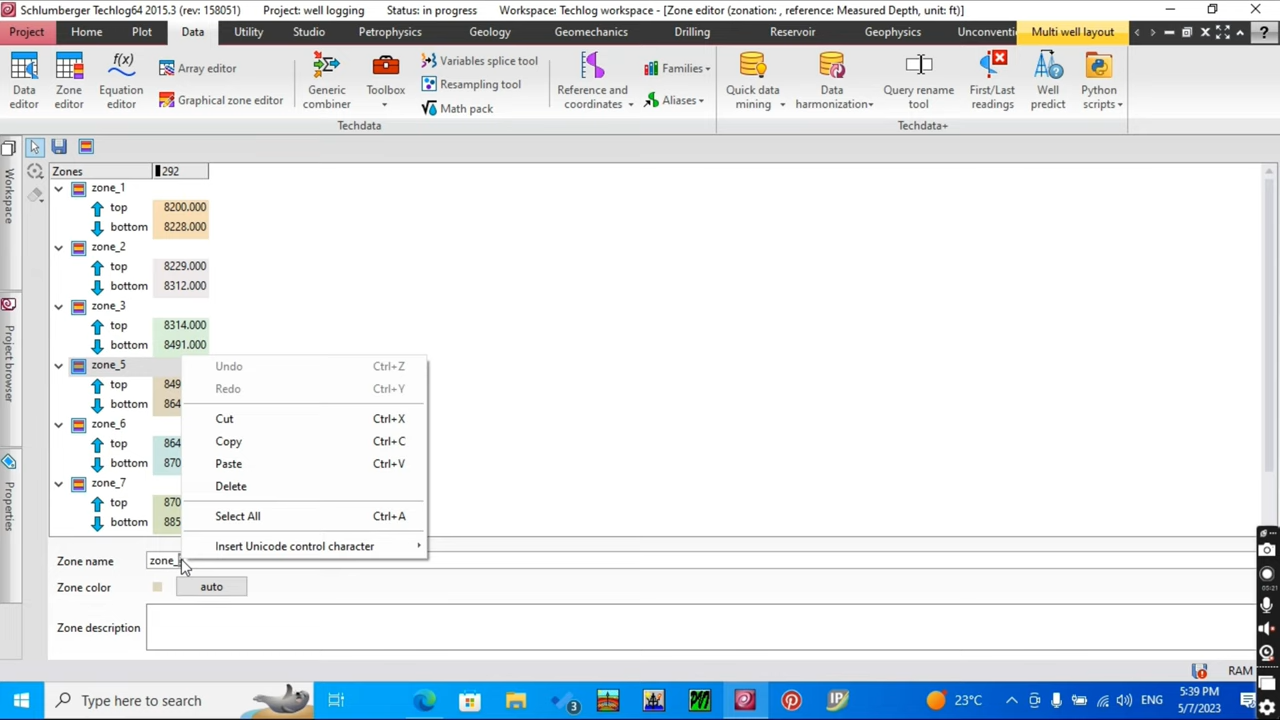 Schlumberger Techlog64 2015.3 (rev: 158051) Project: well logging Status: in progress Workspace: Techlog workspace - [Zone editor (zonation: , reference: Measured Depth, unit: ft)]
Project Home Plot Data Utility Studio Petrophysics Geology Geomechanics Drilling Reservoir Geophysics Unconventi Multi well layout
Data editor
Zone editor
Equation editor
Array editor
Graphical zone editor
Generic combiner
Toolbox
Variables splice tool
Resampling tool
Math pack
Reference and coordinates
Families
Aliases
Quick data mining
Data harmonization
Query rename tool
First/Last readings
Well predict
Python scripts
Techdata Techdata+
Workspace
Project browser
Properties
Zones 292
zone_1
top 8200.000
bottom 8228.000
zone_2
top 8229.000
bottom 8312.000
zone_3
top 8314.000
bottom 8491.000
zone_5
top 849
bottom 864
zone_6
top 864
bottom 870
zone_7
top 870
bottom 885
Undo Ctrl+Z
Redo Ctrl+Y
Cut Ctrl+X
Copy Ctrl+C
Paste Ctrl+V
Delete
Select All Ctrl+A
Insert Unicode control character
Zone name zone_
Zone color auto
Zone description
RAM
Type here to search
3
IP
23°C
ENG
5:39 PM
5/7/2023
05:21